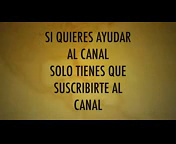 SI QUIERES AYUDAR
AL CANAL
SOLO TIENES QUE
SUSCRIBIRTE AL
CANAL